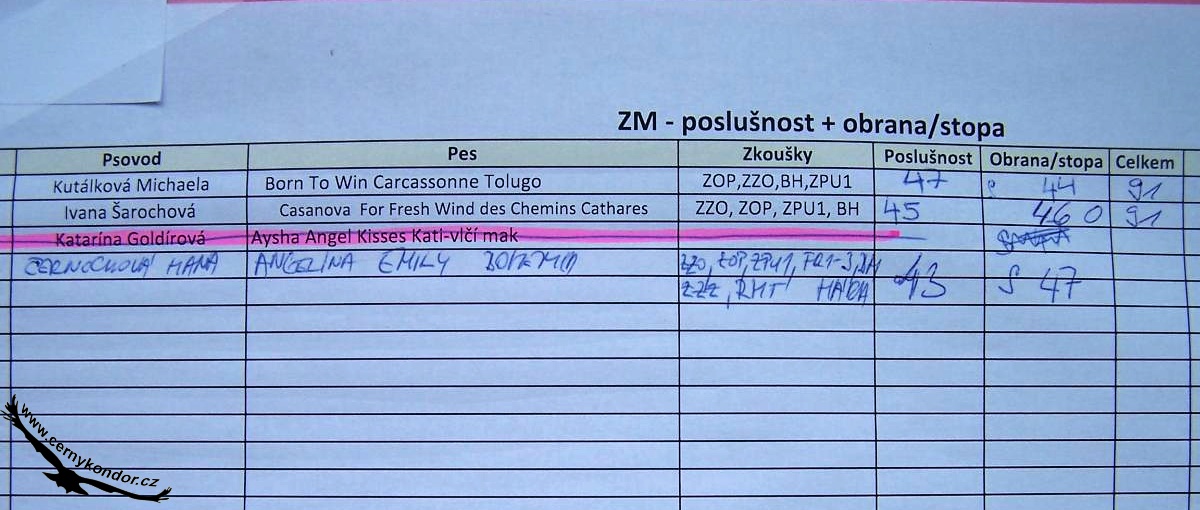 ZM - poslušnost + obrana/stopa
Psovod Pes Zkoušky Poslušnost Obrana/stopa Celkem
Kutálková Michaela Born To Win Carcassonne Tolugo ZOP,ZZO,BH,ZPU1 47 S 44 91
Ivana Šarochová Casanova For Fresh Wind des Chemins Cathares ZZO, ZOP, ZPU1, BH 45 46 O 91
Katarína Goldírová Aysha Angel Kisses Kati-vlčí mak
ČERNOCHOVÁ HANA ANGELINA EMILY ZZO, ZOP, ZPU1, FPR1-3, BH
ZZZ, 43 S 47
www.cernykondor.cz